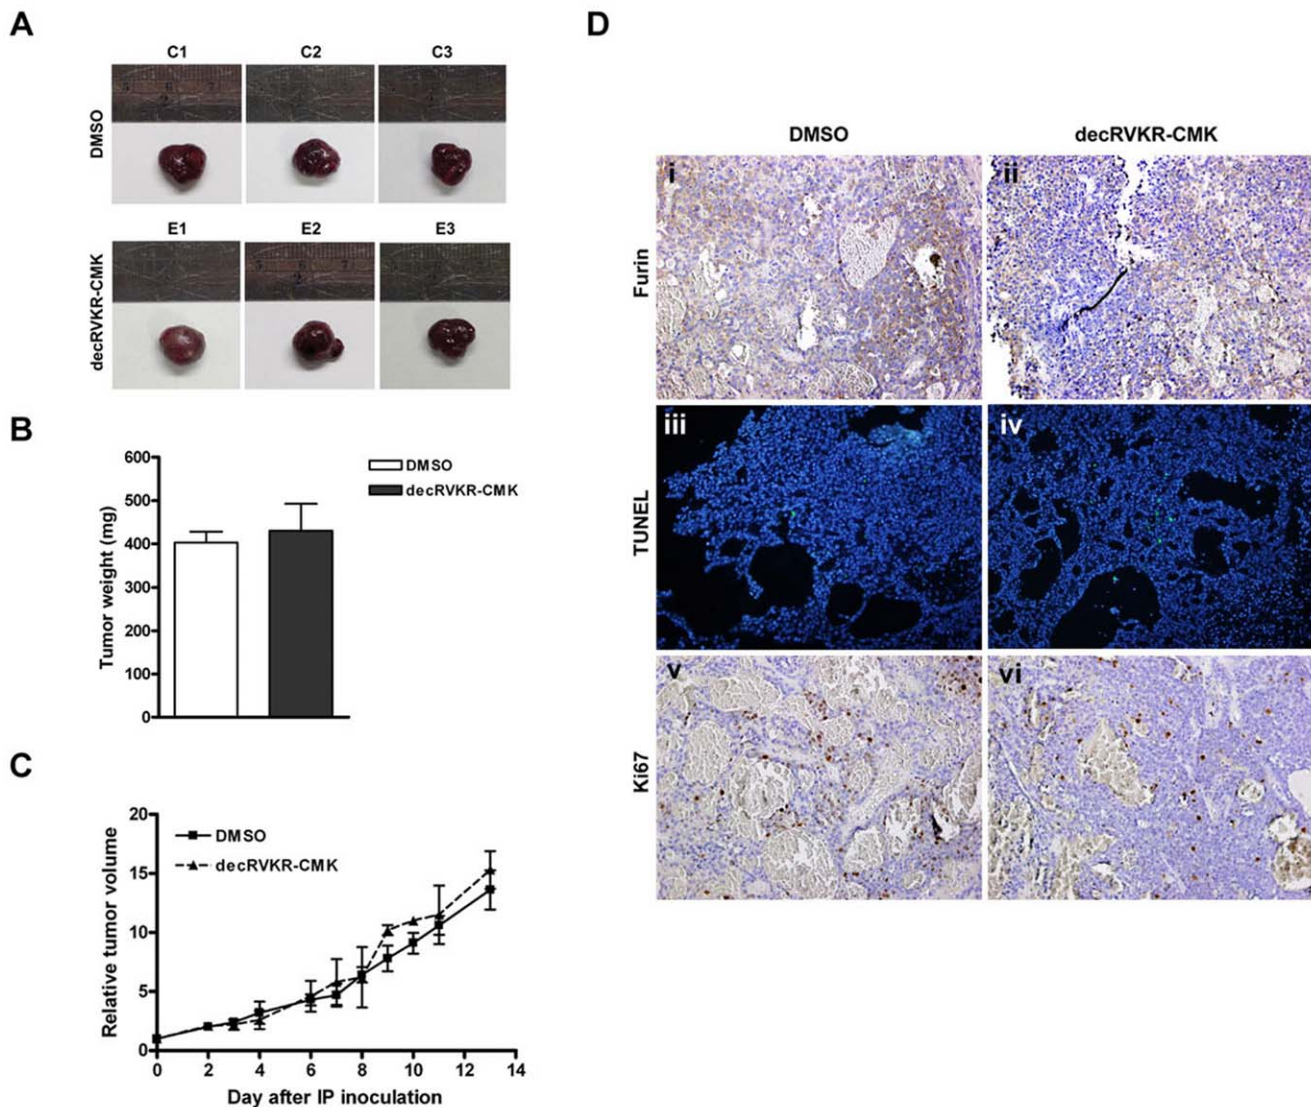 A
C1 C2 C3
DMSO
E1 E2 E3
decRVKR-CMK
B
600
500
400
300
200
100
0
Tumor weight (mg)
DMSO
decRVKR-CMK
C
20
15
10
5
0
Relative tumor volume
DMSO
decRVKR-CMK
0 2 4 6 8 10 12 14
Day after IP inoculation
D
DMSO decRVKR-CMK
Furin
i ii
TUNEL
iii iv
Ki67
v vi